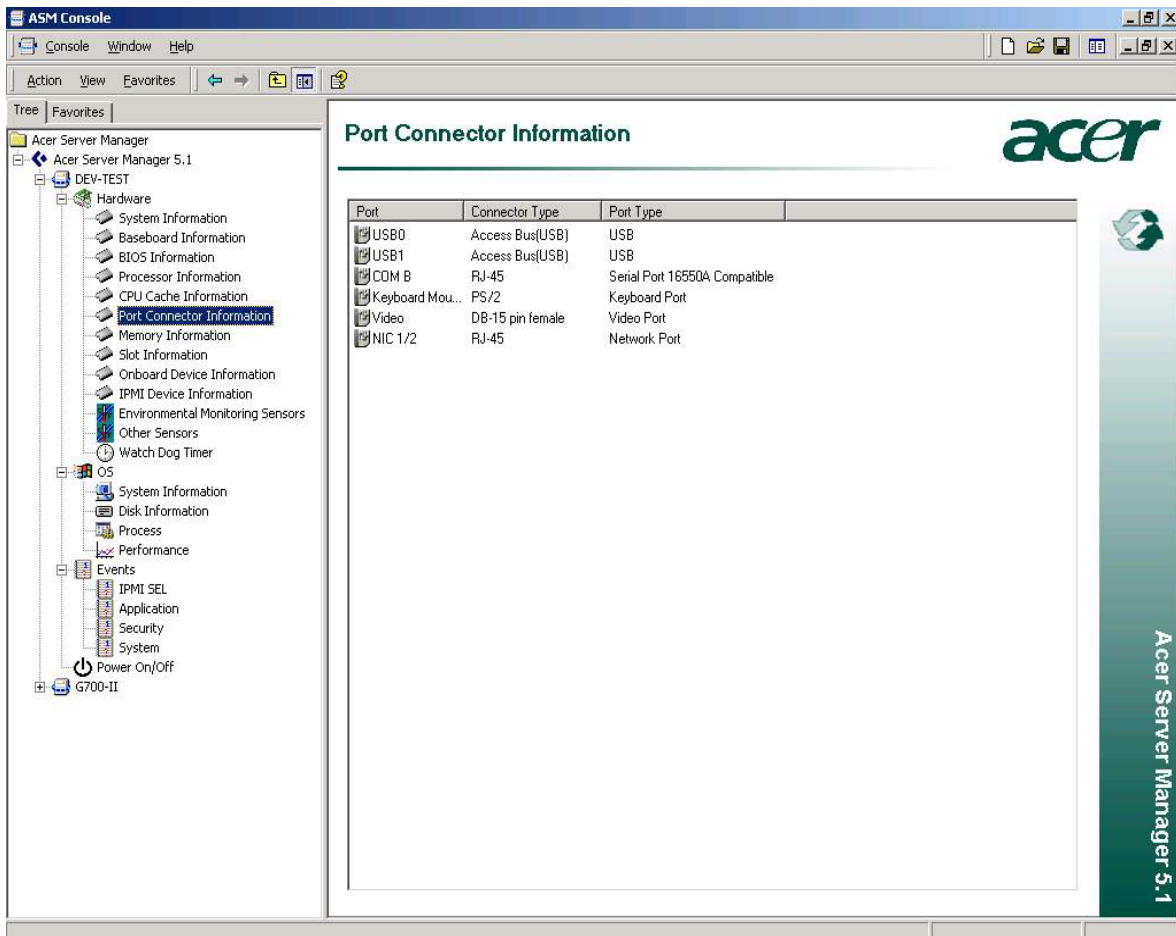 ASM Console
Console Window Help
Action View Favorites
Tree Favorites
Acer Server Manager
Acer Server Manager 5.1
DEV-TEST
Hardware
System Information
Baseboard Information
BIOS Information
Processor Information
CPU Cache Information
Port Connector Information
Memory Information
Slot Information
Onboard Device Information
IPMI Device Information
Environmental Monitoring Sensors
Other Sensors
Watch Dog Timer
OS
System Information
Disk Information
Process
Performance
Events
IPMI SEL
Application
Security
System
Power On/Off
G700-II
Port Connector Information
acer
Port Connector Type Port Type
USB0 Access Bus(USB) USB
USB1 Access Bus(USB) USB
COM B RJ-45 Serial Port 16550A Compatible
Keyboard Mou... PS/2 Keyboard Port
Video DB-15 pin female Video Port
NIC 1/2 RJ-45 Network Port
Acer Server Manager 5.1